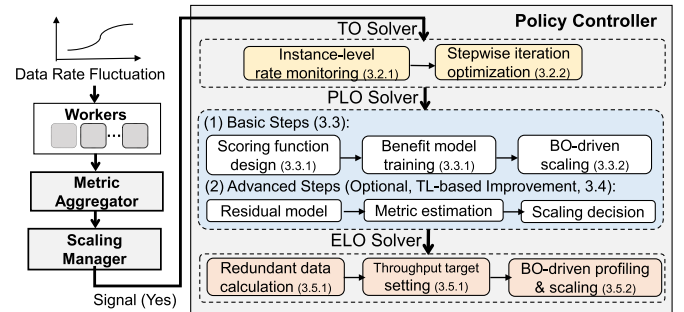 Data Rate Fluctuation
Workers
Metric
Aggregator
Scaling
Manager
Signal (Yes)
Policy Controller
TO Solver
Instance-level
rate monitoring (3.2.1)
Stepwise iteration
optimization (3.2.2)
PLO Solver
(1) Basic Steps (3.3):
Scoring function
design (3.3.1)
Benefit model
training (3.3.1)
BO-driven
scaling (3.3.2)
(2) Advanced Steps (Optional, TL-based Improvement, 3.4):
Residual model
Metric estimation
Scaling decision
ELO Solver
Redundant data
calculation (3.5.1)
Throughput target
setting (3.5.1)
BO-driven profiling
& scaling (3.5.2)